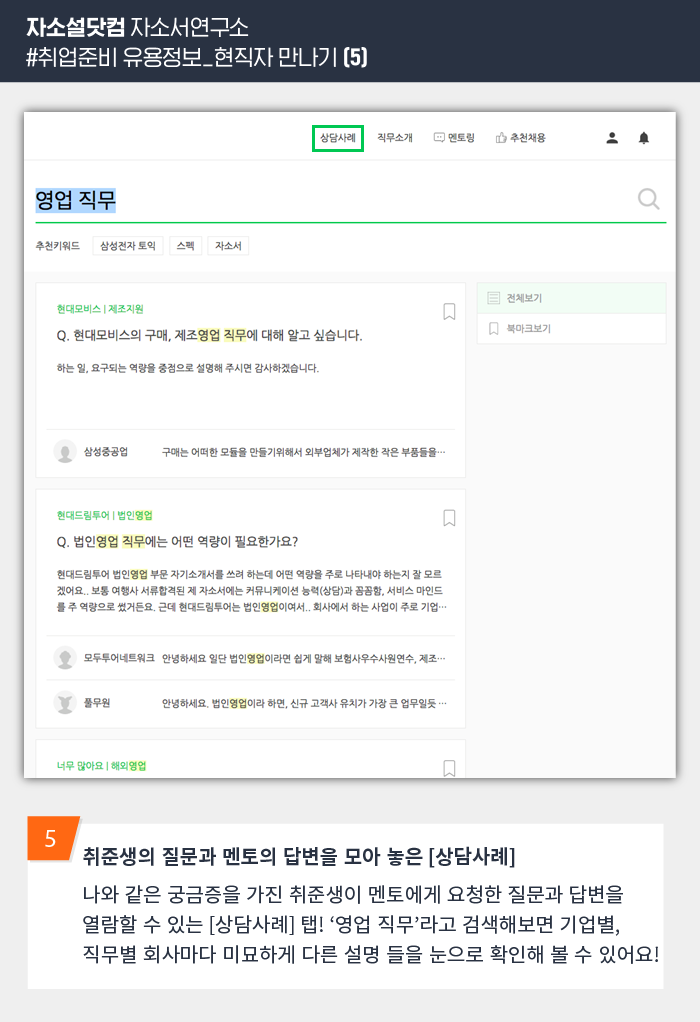 자소설닷컴 자소서연구소
#취업준비 유용정보_현직자 만나기 (5)
상담사례 직무소개 멘토링 추천채용
영업 직무
추천키워드 삼성전자 토익 스펙 자소서
현대모비스 | 제조지원
Q. 현대모비스의 구매, 제조영업 직무에 대해 알고 싶습니다.
하는 일, 요구되는 역량을 중점으로 설명해 주시면 감사하겠습니다.
삼성중공업 구매는 어떠한 모듈을 만들기위해서 외부업체가 제작한 작은 부품들을…
전체보기
북마크보기
현대드림투어 | 법인영업
Q. 법인영업 직무에는 어떤 역량이 필요한가요?
현대드림투어 법인영업 부문 자기소개서를 쓰려 하는데 어떤 역량을 주로 나타내야 하는지 잘 모르
겠어요.. 보통 여행사 서류합격된 제 자소서에는 커뮤니케이션 능력(상담)과 꼼꼼함, 서비스 마인드
를 주 역량으로 썼거든요. 근데 현대드림투어는 법인영업이여서.. 회사에서 하는 사업이 주로 기업…
모두투어네트워크 안녕하세요 일단 법인영업이라면 쉽게 말해 보험사우수사원연수, 제조…
풀무원 안녕하세요. 법인영업이라 하면, 신규 고객사 유치가 가장 큰 업무일듯 …
너무 많아요 | 해외영업
5
취준생의 질문과 멘토의 답변을 모아 놓은 [상담사례]
나와 같은 궁금증을 가진 취준생이 멘토에게 요청한 질문과 답변을
열람할 수 있는 [상담사례] 탭! ‘영업 직무’라고 검색해보면 기업별,
직무별 회사마다 미묘하게 다른 설명 들을 눈으로 확인해 볼 수 있어요!